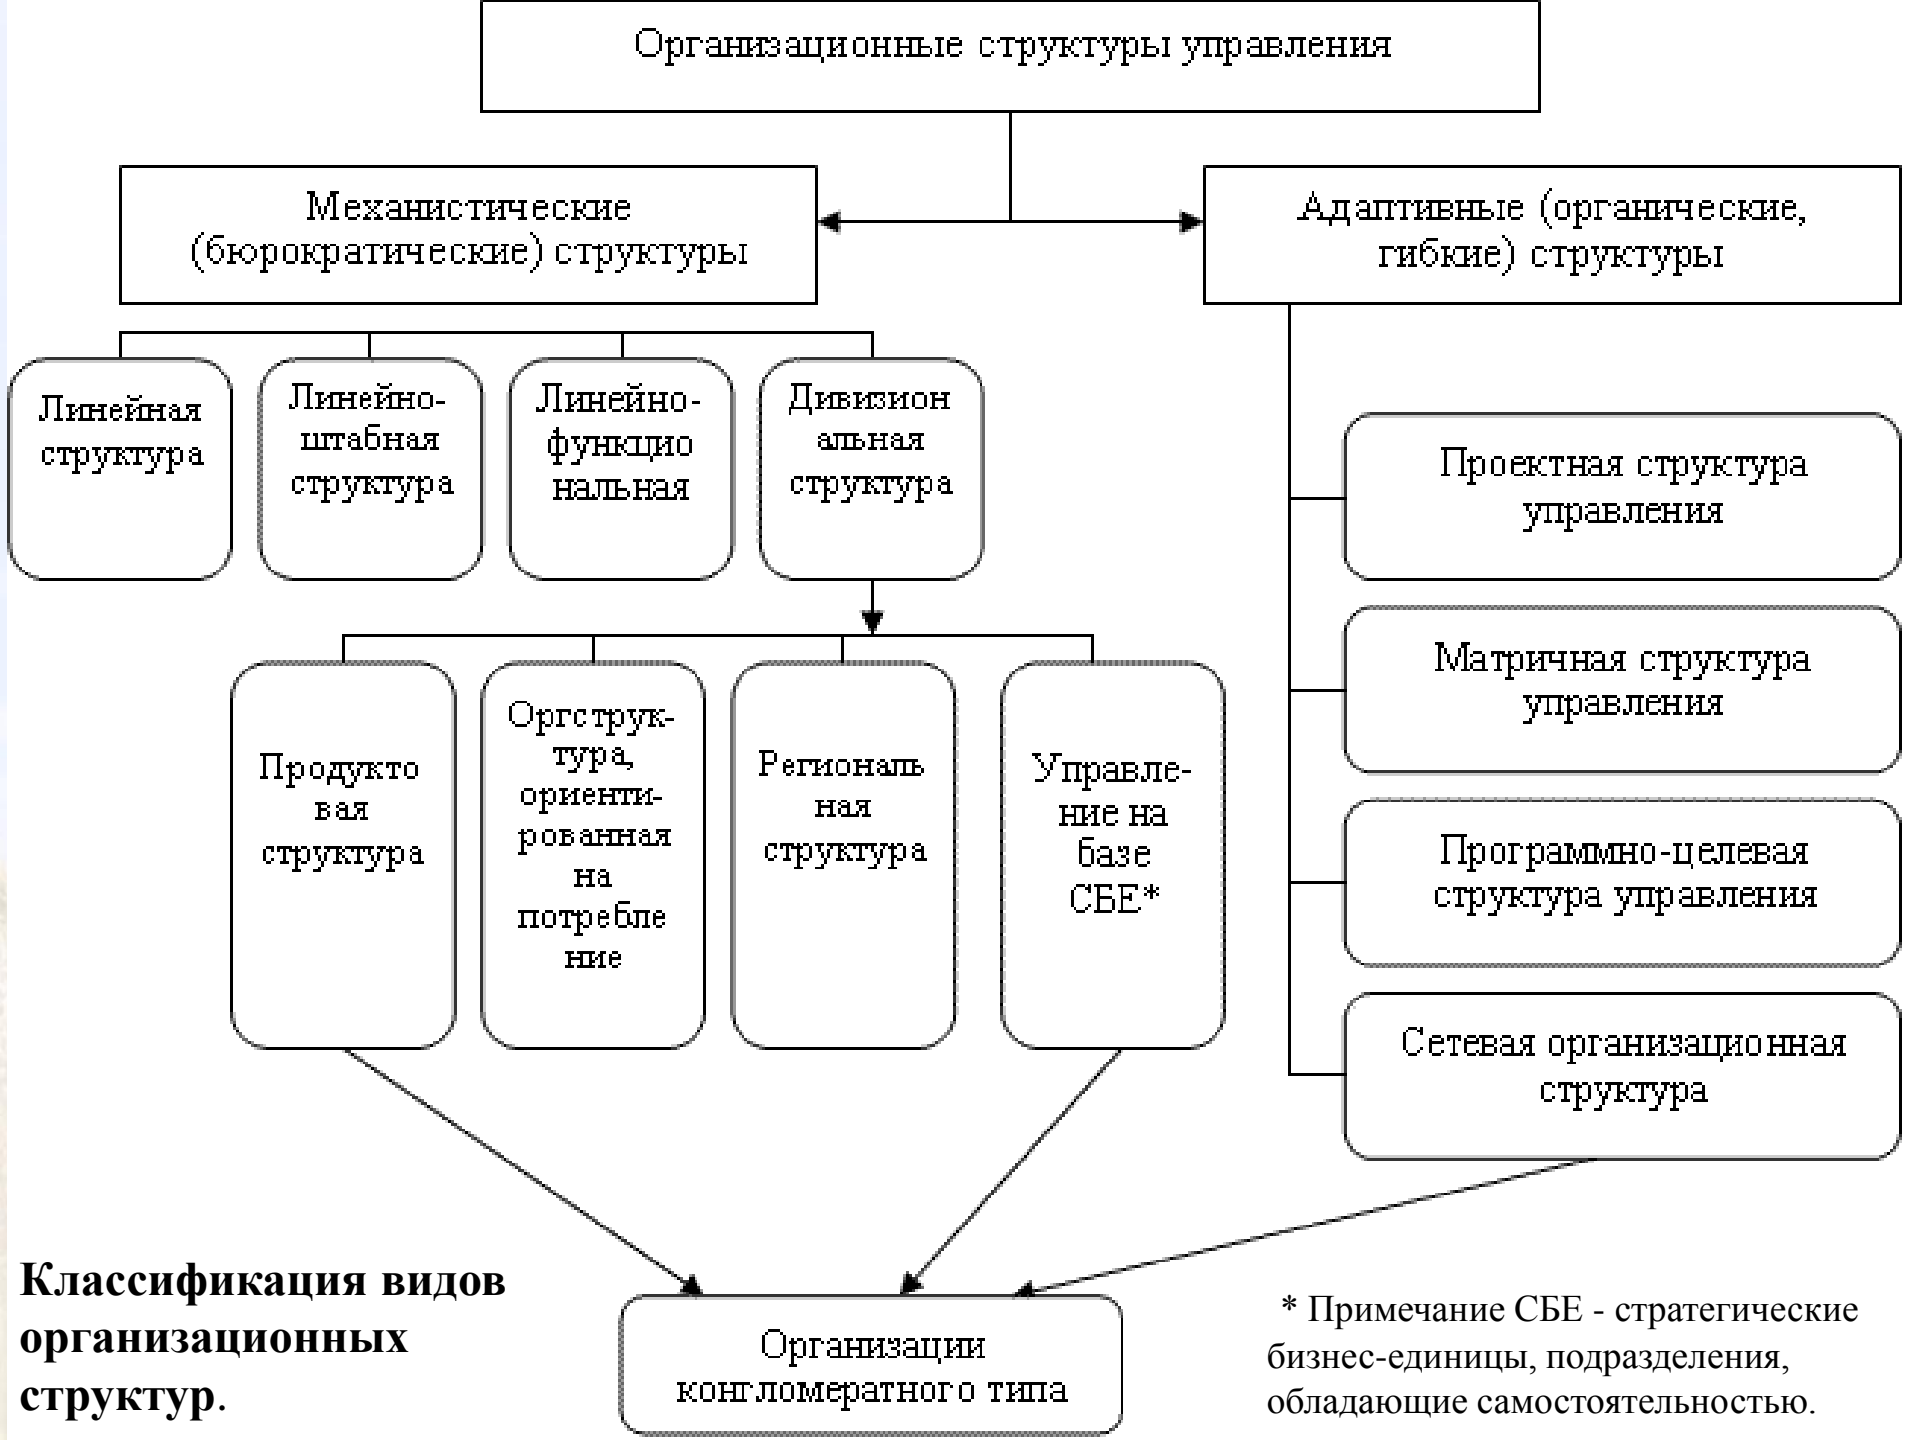 Организационные структуры управления
Механистические
(бюрократические) структуры
Адаптивные (органические,
гибкие) структуры
Линейная
структура
Линейно-
штабная
структура
Линейно-
функцио
нальная
Дивизион
альная
структура
Проектная структура
управления
Матричная структура
управления
Программно-целевая
структура управления
Сетевая организационная
структура
Продукто
вая
структура
Оргструк-
тура,
ориенти-
рованная
на
потребле
ние
Региональ
ная
структура
Управле-
ние на
базе
СБЕ*
Организации
конгломератного типа
Классификация видов
организационных
структур.
* Примечание СБЕ - стратегические
бизнес-единицы, подразделения,
обладающие самостоятельностью.